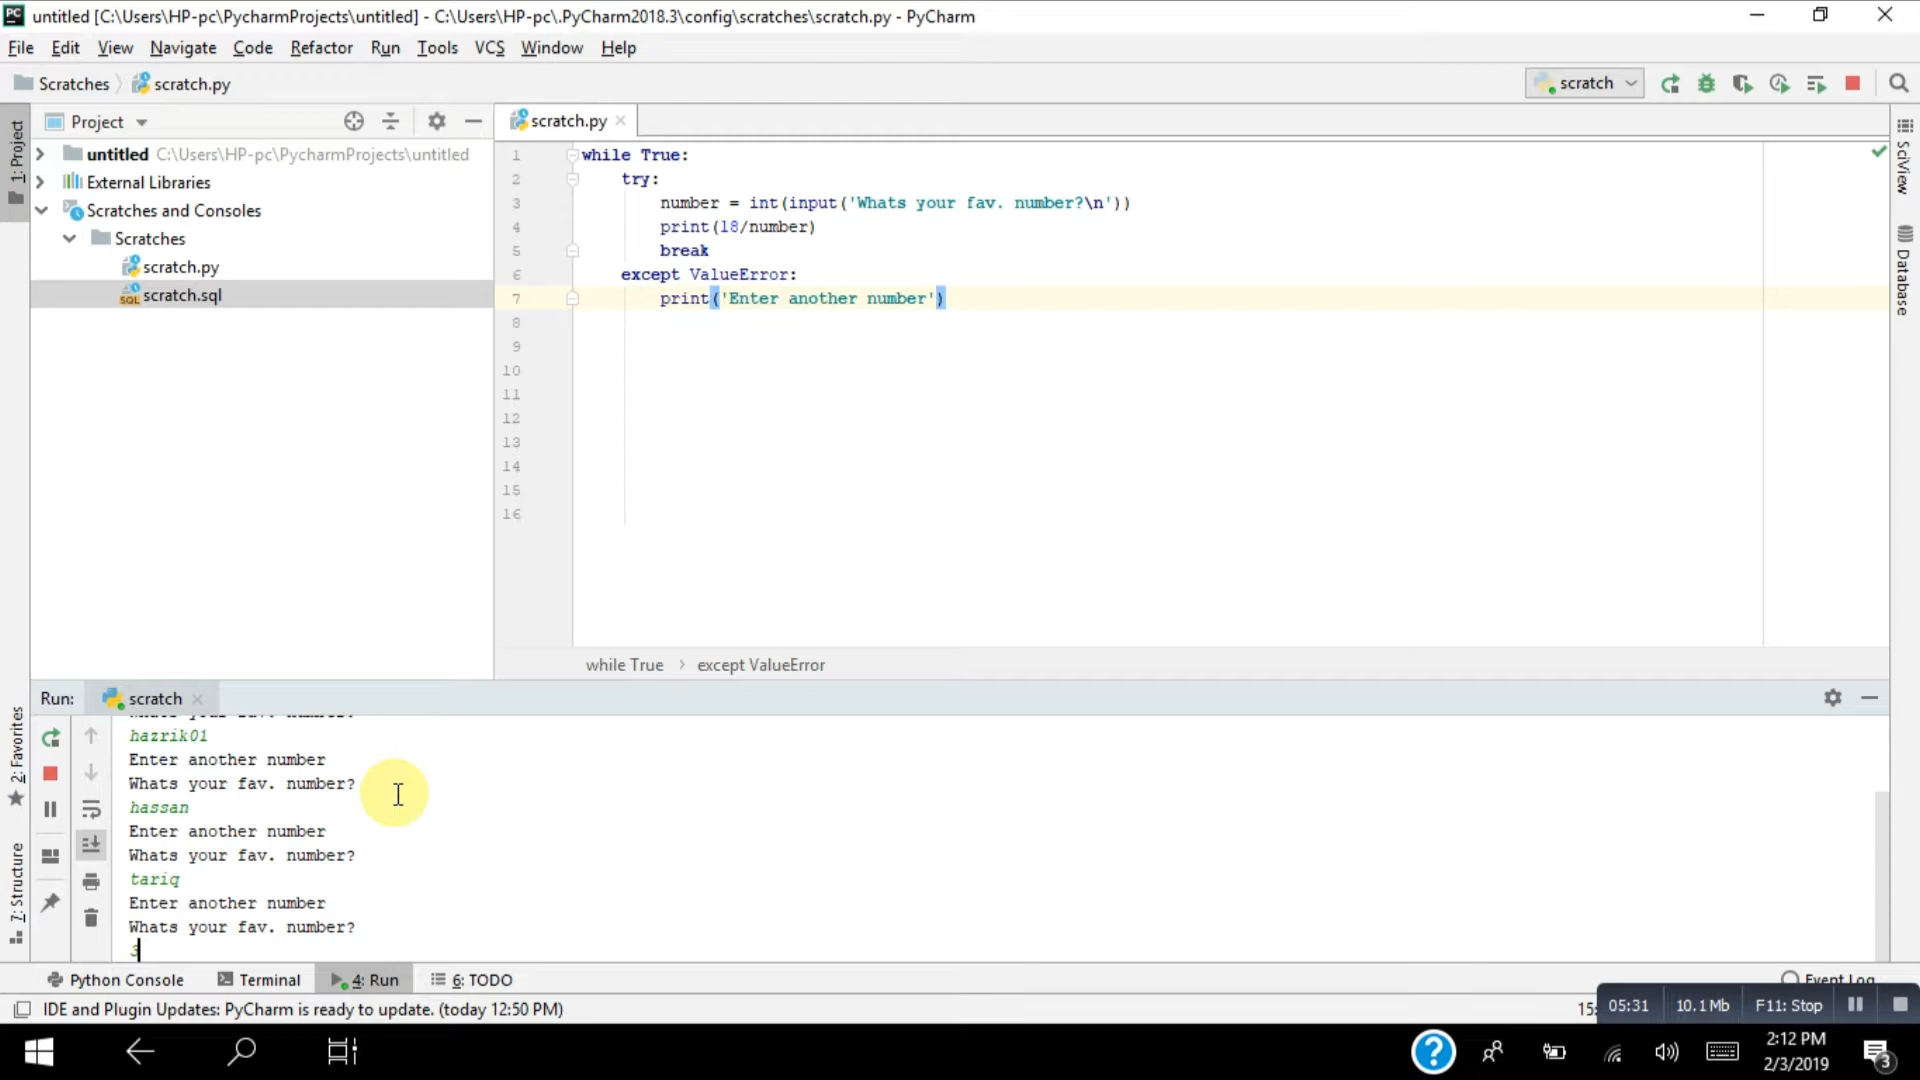 untitled [C:\Users\HP-pc\PycharmProjects\untitled] - C:\Users\HP-pc\.PyCharm2018.3\config\scratches\scratch.py - PyCharm
File Edit View Navigate Code Refactor Run Tools VCS Window Help
Scratches scratch.py scratch
Project scratch.py
1: Project
untitled C:\Users\HP-pc\PycharmProjects\untitled
External Libraries
Scratches and Consoles
Scratches
scratch.py
scratch.sql
1 while True:
2 try:
3 number = int(input('Whats your fav. number?\n'))
4 print(18/number)
5 break
6 except ValueError:
7 print('Enter another number')
8
9
10
11
12
13
14
15
16
SciView
Database
while True > except ValueError
Run: scratch
Whats your fav. number?
hazrik01
Enter another number
Whats your fav. number?
hassan
Enter another number
Whats your fav. number?
tariq
Enter another number
Whats your fav. number?
3
2: Favorites
7: Structure
Python Console Terminal 4: Run 6: TODO Event Log
IDE and Plugin Updates: PyCharm is ready to update. (today 12:50 PM)
15:
05:31 10.1 Mb F11: Stop
2:12 PM
2/3/2019
3